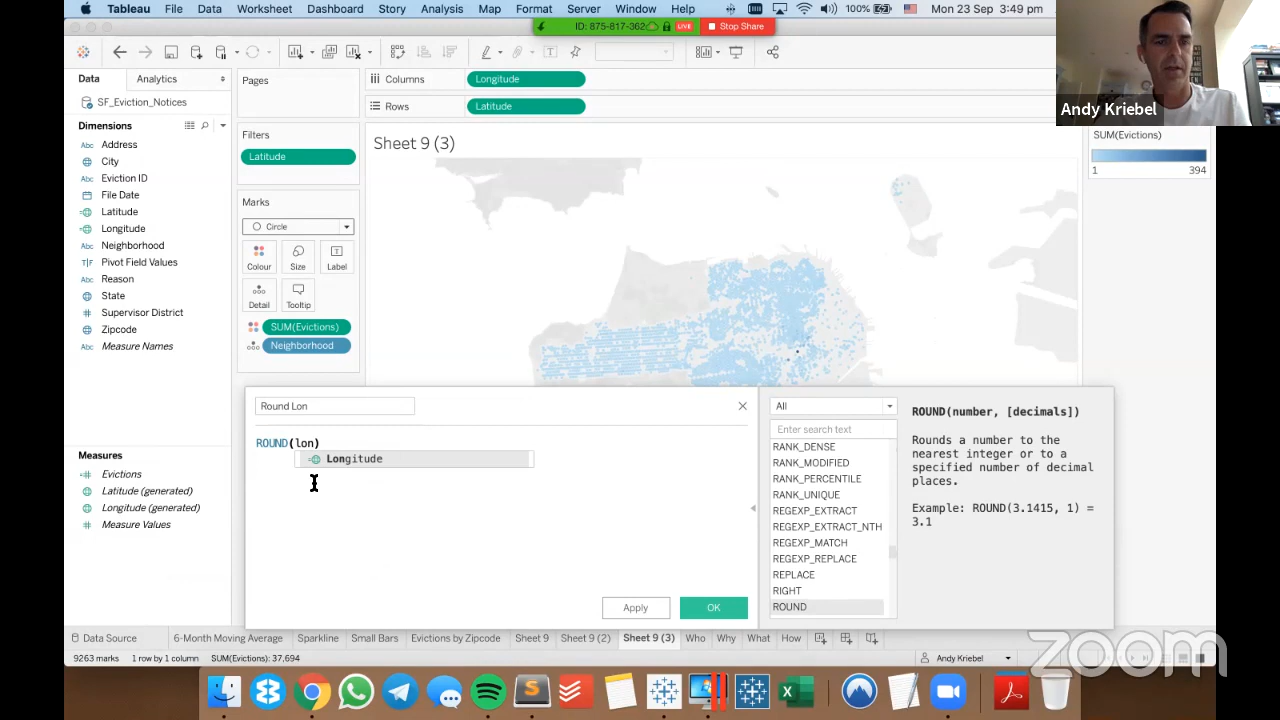 Tableau File Data Worksheet Dashboard Story Analysis Map Format Window Help 100% Mon 23 Sep 3:49 pm
ID: 875-817-362 LIVE Stop Share
Andy Kriebel
Data Analytics
SF_Eviction_Notices
Dimensions
Abc Address
City
Abc Eviction ID
File Date
Latitude
Longitude
Abc Neighborhood
T|F Pivot Field Values
Abc Reason
State
# Supervisor District
Zipcode
Abc Measure Names
Measures
Evictions
Latitude (generated)
Longitude (generated)
# Measure Values
Pages
Filters
Latitude
Marks
Circle
Colour Size Label
Detail Tooltip
SUM(Evictions)
Neighborhood
Columns Longitude
Rows Latitude
Sheet 9 (3)
SUM(Evictions)
1 394
Round Lon
ROUND(lon)
Longitude
Apply OK
All
Enter search text
RANK_DENSE
RANK_MODIFIED
RANK_PERCENTILE
RANK_UNIQUE
REGEXP_EXTRACT
REGEXP_EXTRACT_NTH
REGEXP_MATCH
REGEXP_REPLACE
REPLACE
RIGHT
ROUND
ROUND(number, [decimals])
Rounds a number to the
nearest integer or to a
specified number of decimal
places.
Example: ROUND(3.1415, 1) =
3.1
Data Source 6-Month Moving Average Sparkline Small Bars Evictions by Zipcode Sheet 9 Sheet 9 (2) Sheet 9 (3) Who Why What How
9263 marks 1 row by 1 column SUM(Evictions): 37,694 Andy Kriebel
zoom